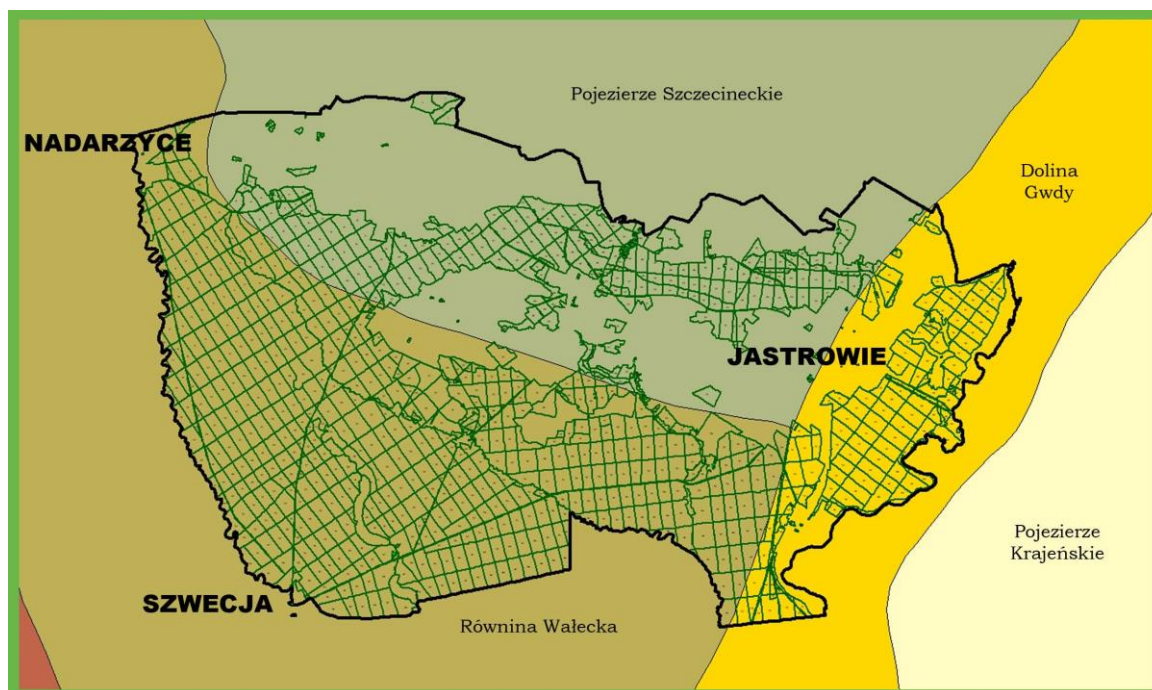 Pojezierze Szczecineckie
NADARZYCE
Dolina
Gwdy
JASTROWIE
Pojezierze
Krajeńskie
SZWECJA
Równina Wałecka